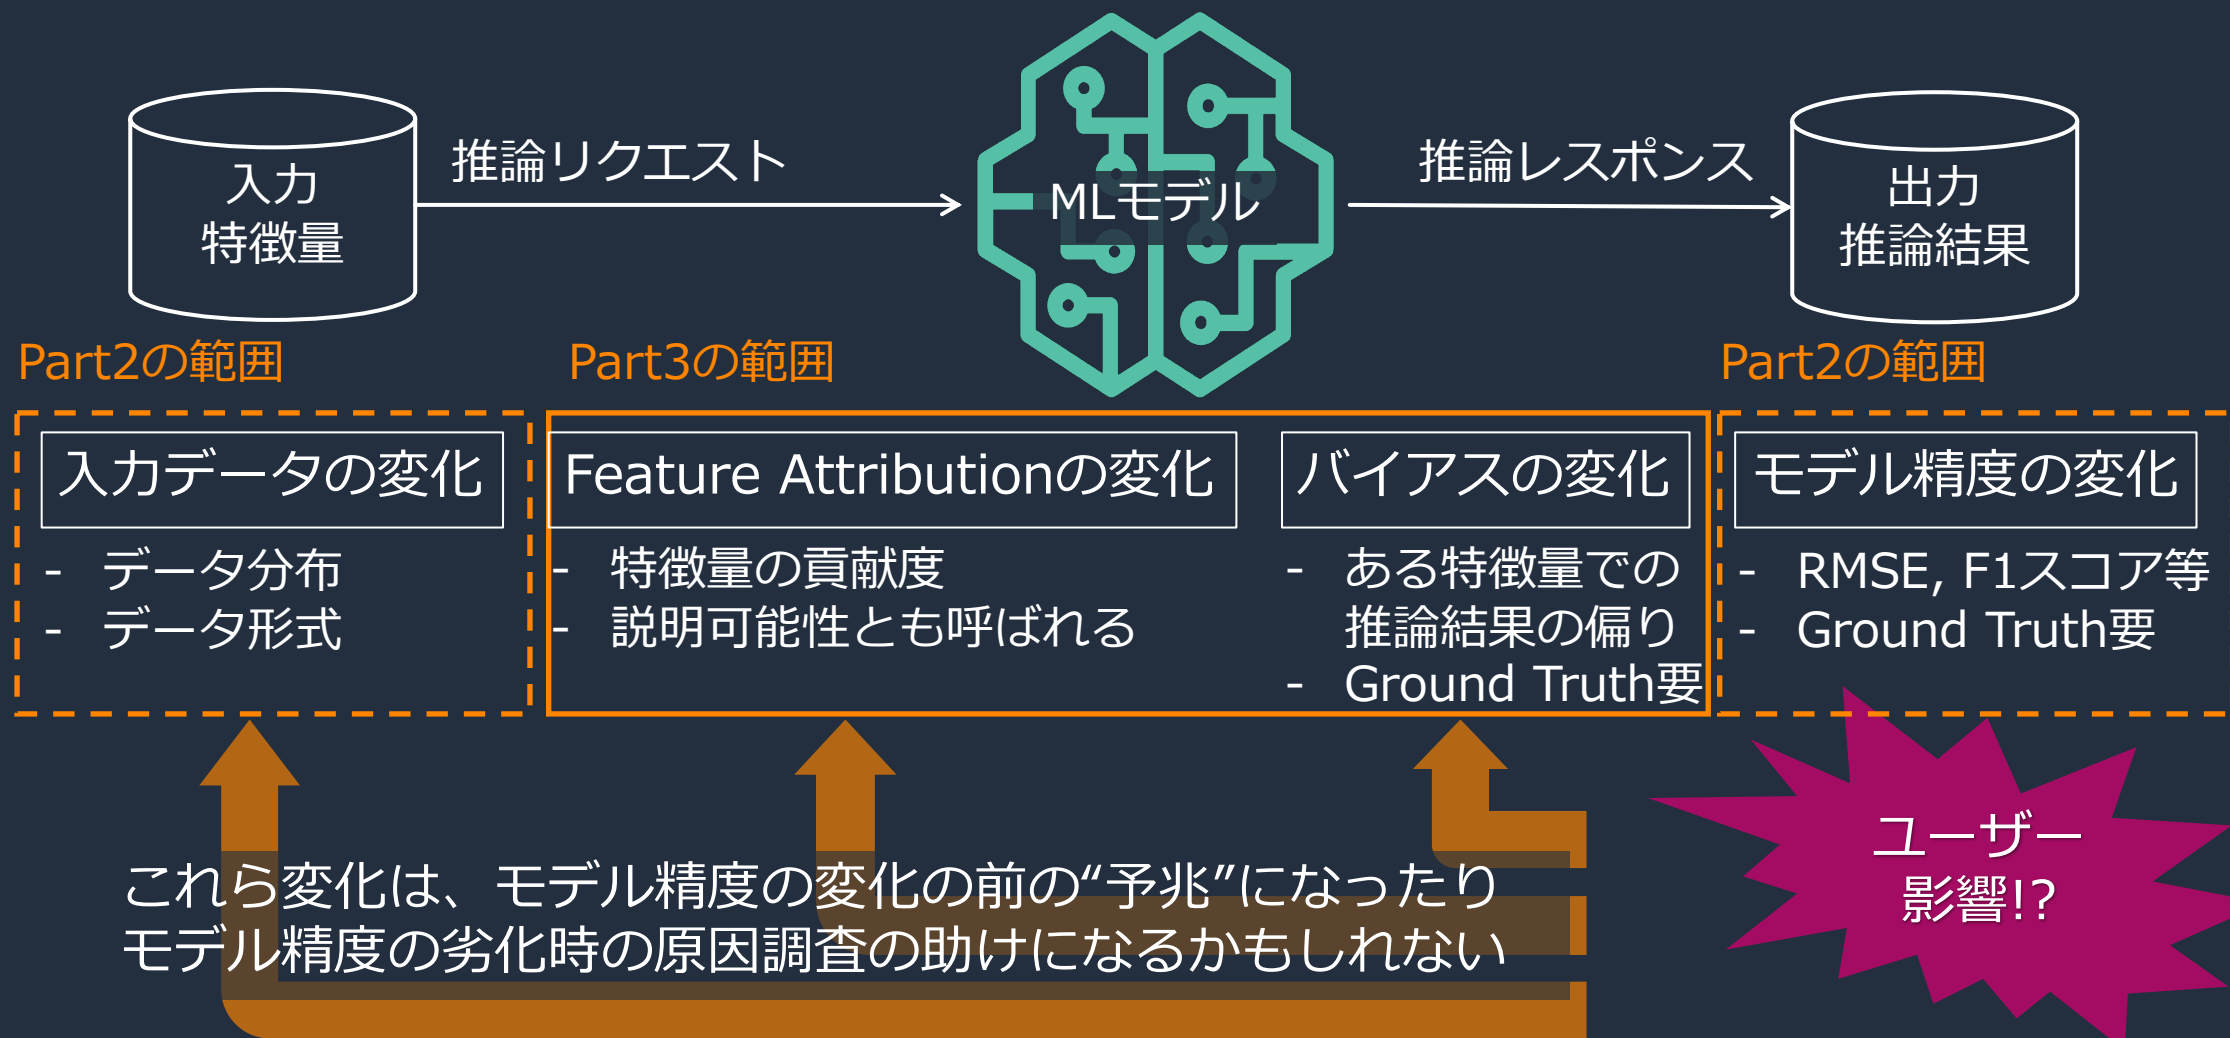 入力
特徴量
推論リクエスト
MLモデル
推論レスポンス
出力
推論結果
Part2の範囲
入力データの変化
- データ分布
- データ形式
Part3の範囲
Feature Attributionの変化
- 特徴量の貢献度
- 説明可能性とも呼ばれる
バイアスの変化
- ある特徴量での
推論結果の偏り
- Ground Truth要
Part2の範囲
モデル精度の変化
- RMSE, F1スコア等
- Ground Truth要
これら変化は、モデル精度の変化の前の“予兆”になったり
モデル精度の劣化時の原因調査の助けになるかもしれない
ユーザー
影響!?